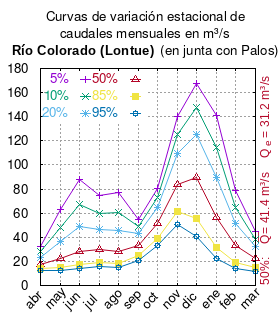 Curvas de variación estacional de
caudales mensuales en m³/s
Río Colorado (Lontue) (en junta con Palos)
180
160
140
120
100
80
60
40
20
0
5% 50%
10% 85%
20% 95%
abr
may
jun
jul
ago
sep
oct
nov
dic
ene
feb
mar
50%: Q= 41.4 m³/s Q e = 31.2 m³/s